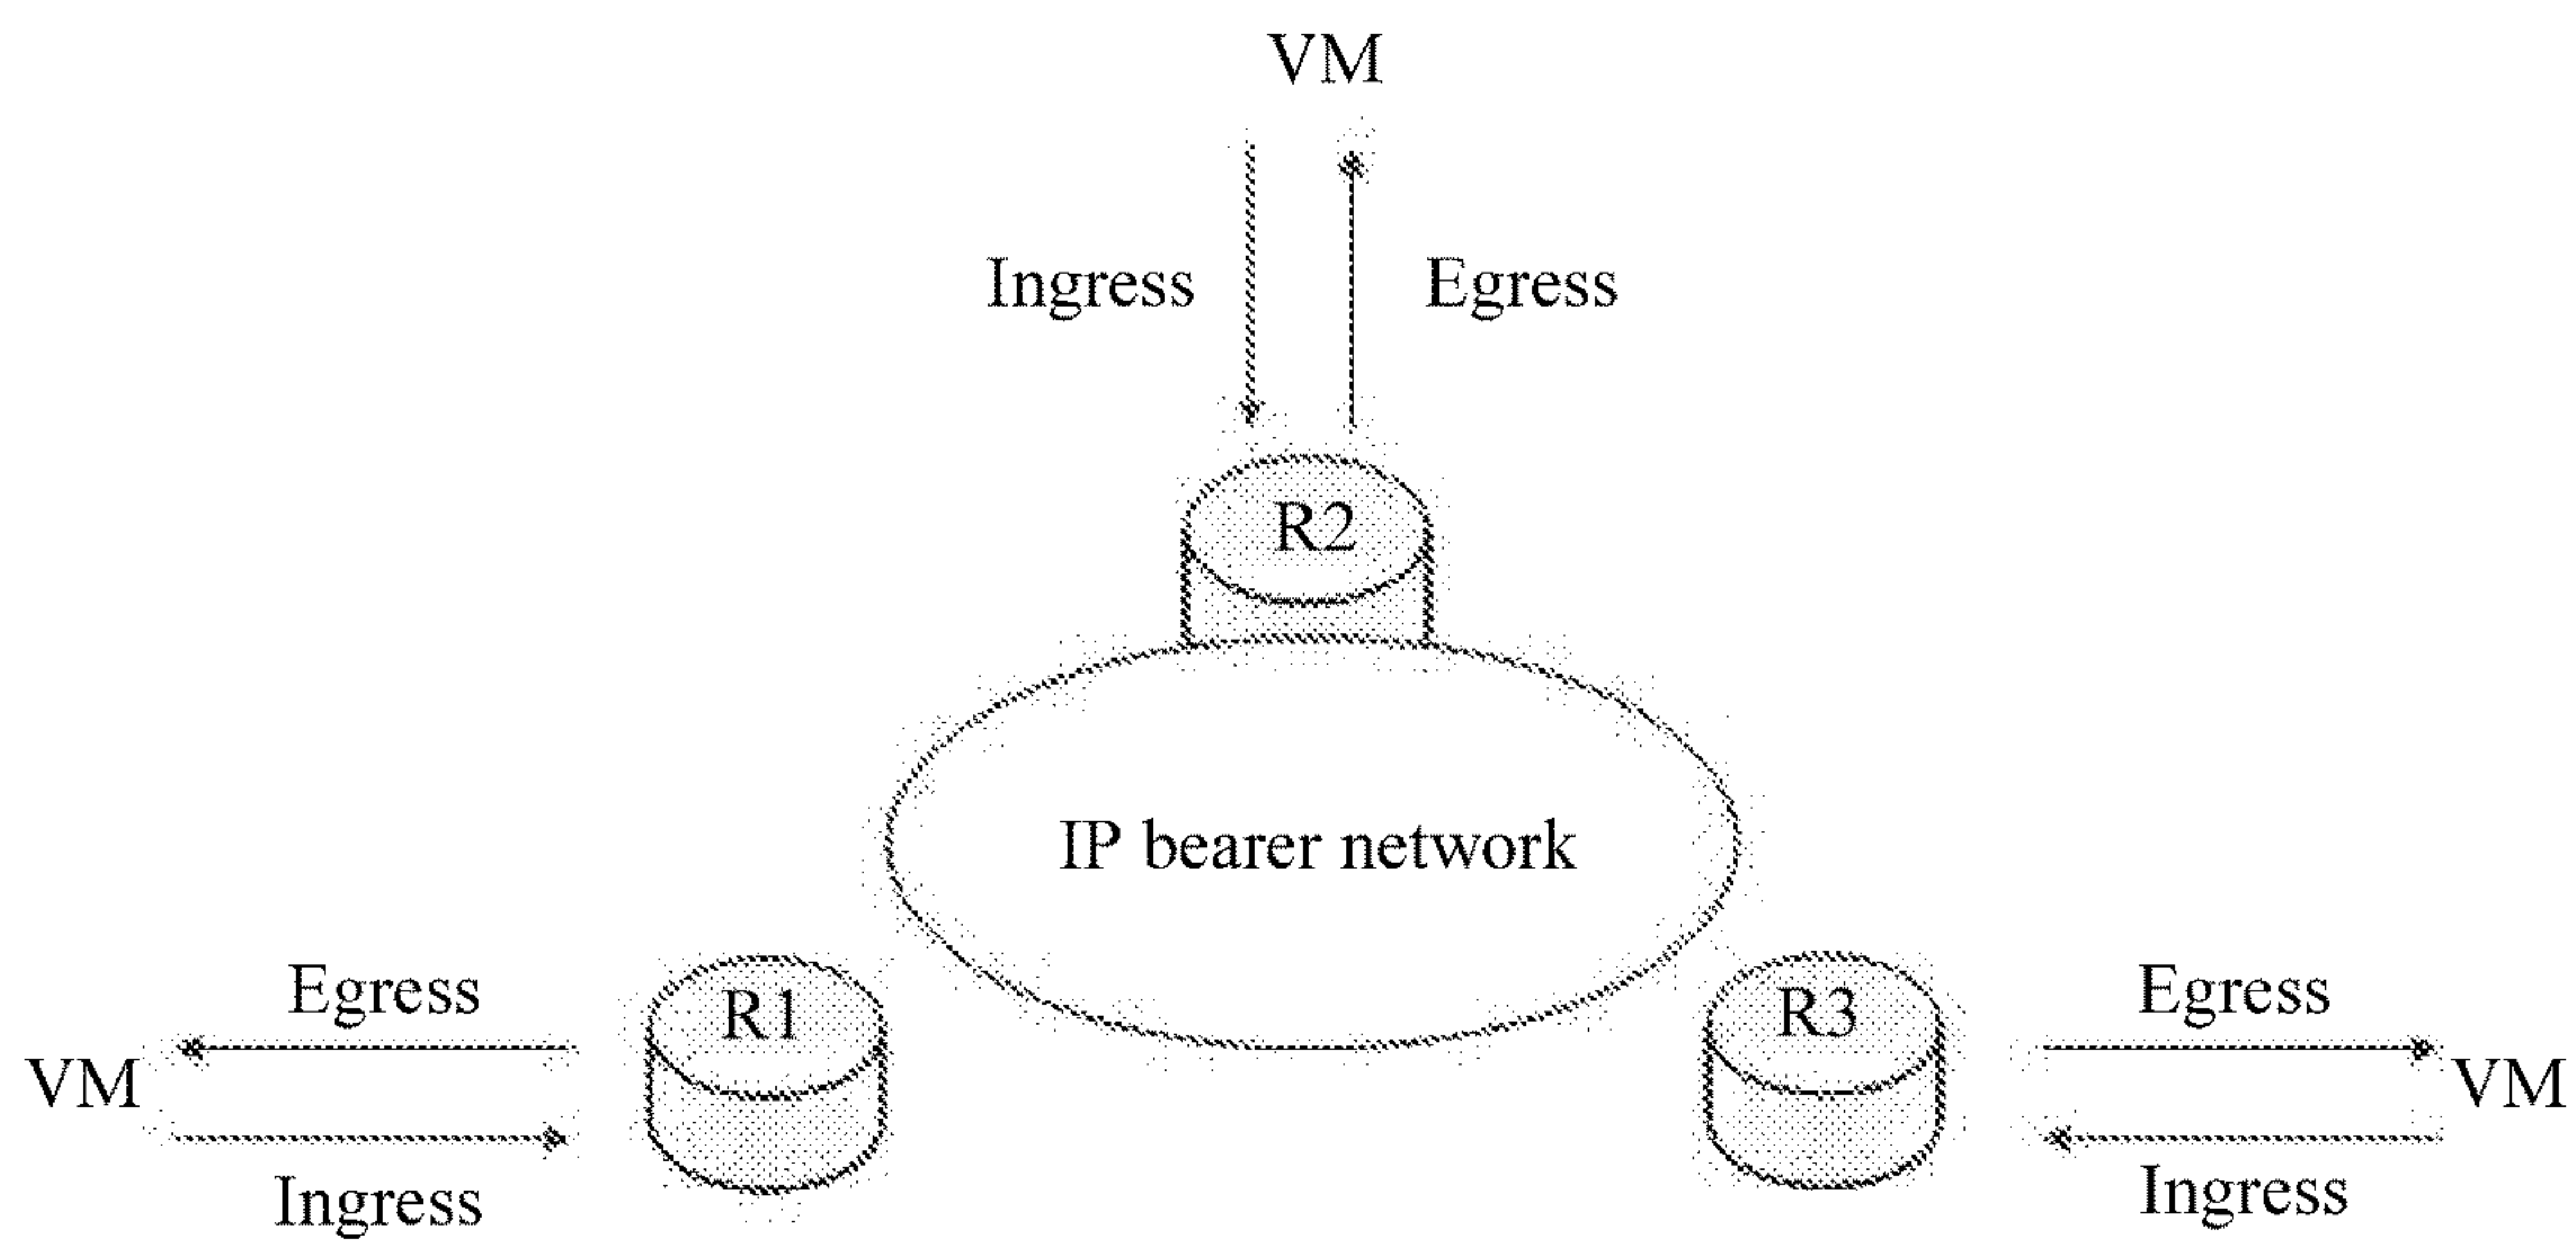 VM
Ingress Egress
R2
IP bearer network
Egress R1 R3 Egress
VM VM
Ingress Ingress